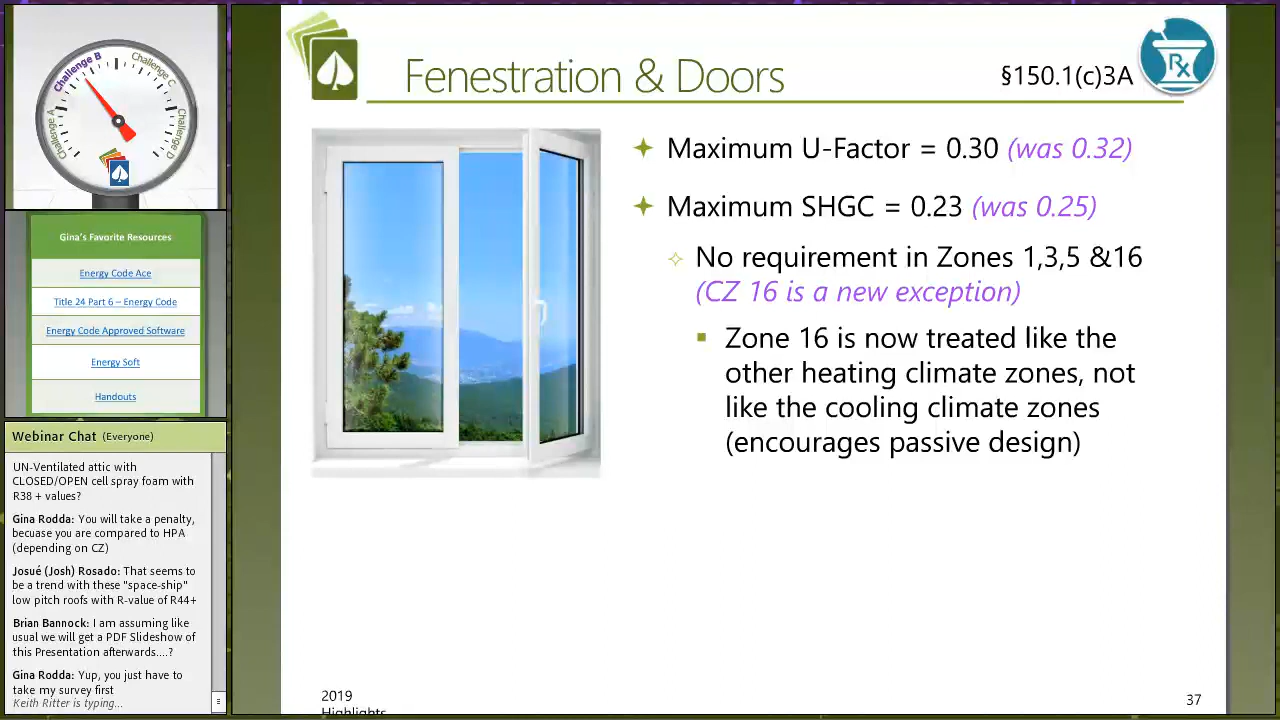 Challenge A
Challenge B
Challenge C
Challenge D
Gina's Favorite Resources
Energy Code Ace
Title 24 Part 6 – Energy Code
Energy Code Approved Software
Energy Soft
Handouts
Webinar Chat (Everyone)
UN-Ventilated attic with
CLOSED/OPEN cell spray foam with
R38 + values?
Gina Rodda: You will take a penalty,
becuase you are compared to HPA
(depending on CZ)
Josué (Josh) Rosado: That seems to
be a trend with these "space-ship"
low pitch roofs with R-value of R44+
Brian Bannock: I am assuming like
usual we will get a PDF Slideshow of
this Presentation afterwards....?
Gina Rodda: Yup, you just have to
take my survey first
Keith Ritter is typing...
Fenestration & Doors
§150.1(c)3A
Rx
Maximum U-Factor = 0.30 (was 0.32)
Maximum SHGC = 0.23 (was 0.25)
No requirement in Zones 1,3,5 &16
(CZ 16 is a new exception)
Zone 16 is now treated like the
other heating climate zones, not
like the cooling climate zones
(encourages passive design)
2019
Highlights
37